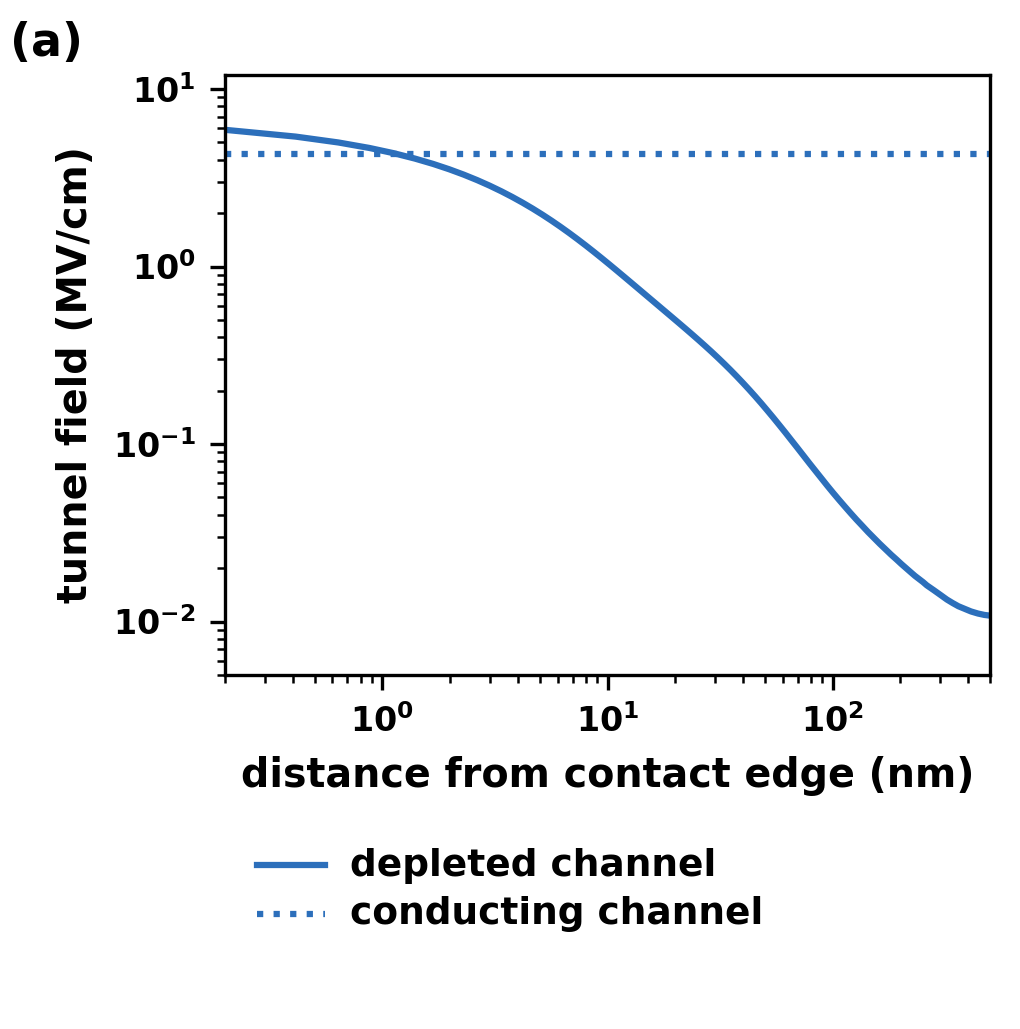 (a)
tunnel field (MV/cm)
10¹
10⁰
10⁻¹
10⁻²
10⁰ 10¹ 10²
distance from contact edge (nm)
depleted channel
conducting channel